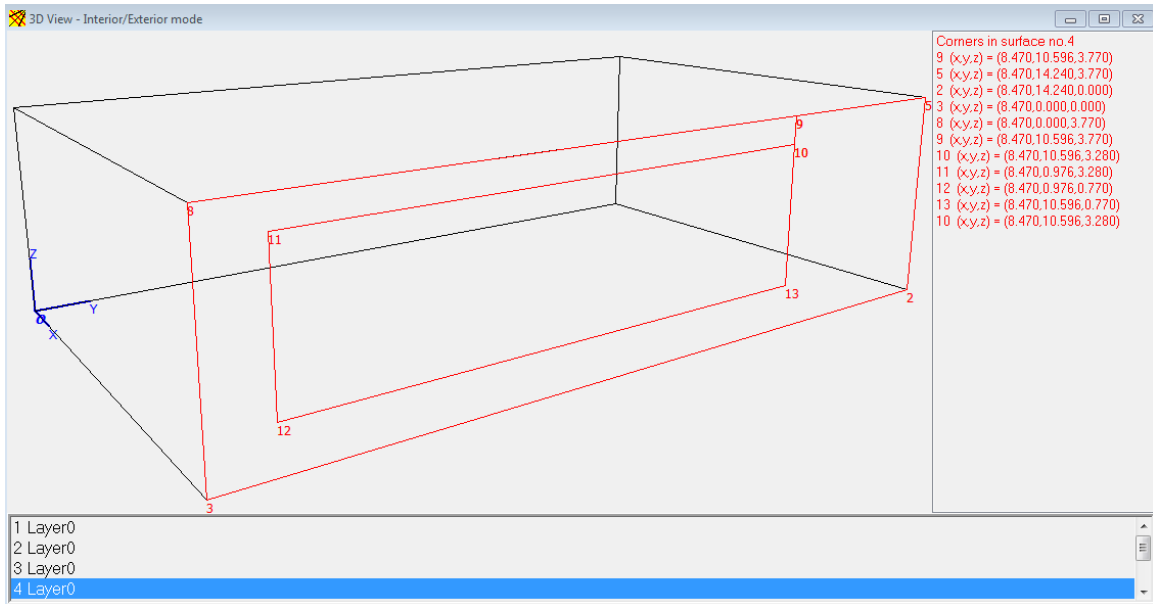 3D View - Interior/Exterior mode
Corners in surface no.4
9 (x,y,z) = (8.470,10.596,3.770)
5 (x,y,z) = (8.470,14.240,3.770)
2 (x,y,z) = (8.470,14.240,0.000)
3 (x,y,z) = (8.470,0.000,0.000)
8 (x,y,z) = (8.470,0.000,3.770)
9 (x,y,z) = (8.470,10.596,3.770)
10 (x,y,z) = (8.470,10.596,3.280)
11 (x,y,z) = (8.470,0.976,3.280)
12 (x,y,z) = (8.470,0.976,0.770)
13 (x,y,z) = (8.470,10.596,0.770)
10 (x,y,z) = (8.470,10.596,3.280)
5
9
10
8
11
Z
13
2
Y
X
12
3
1 Layer0
2 Layer0
3 Layer0
4 Layer0